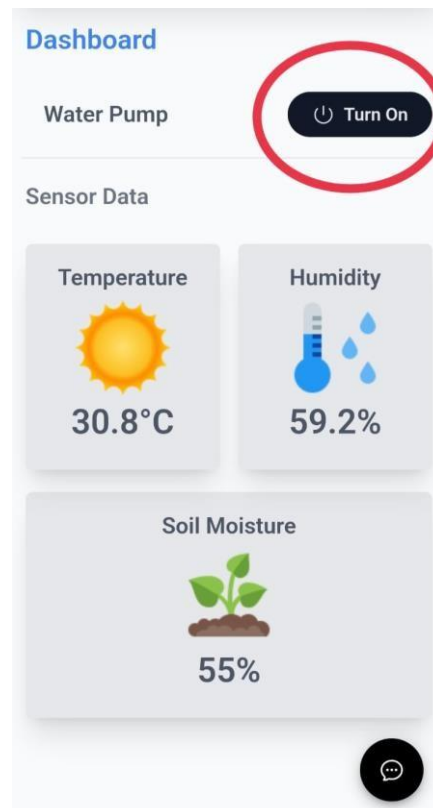 Dashboard
Water Pump
Turn On
Sensor Data
Temperature
Humidity
30.8°C
59.2%
Soil Moisture
55%